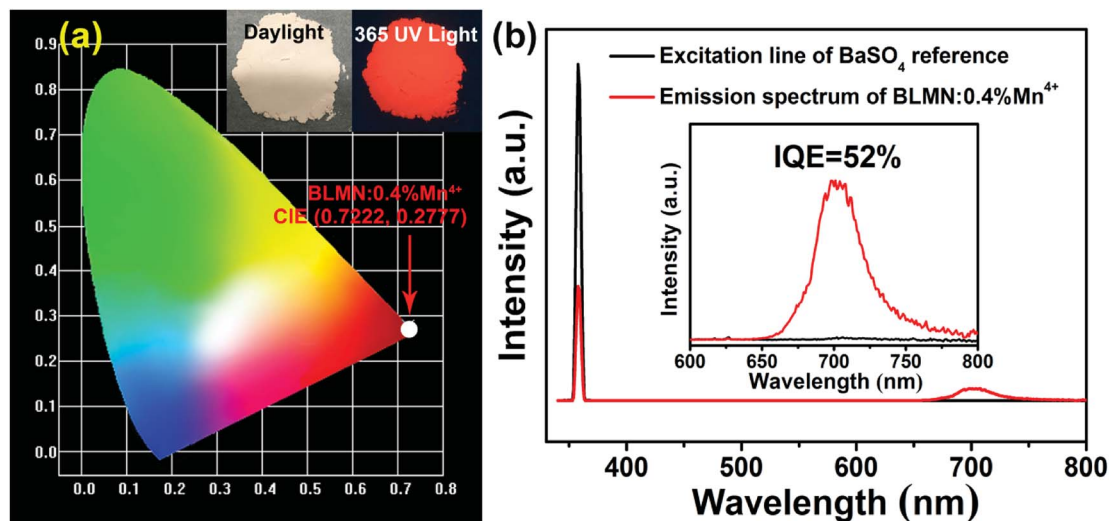 (a)
Daylight
365 UV Light
0.9
0.8
0.7
0.6
0.5
0.4
0.3
0.2
0.1
0.0
BLMN:0.4%Mn⁴⁺
CIE (0.7222, 0.2777)
0.0 0.1 0.2 0.3 0.4 0.5 0.6 0.7 0.8
(b)
Excitation line of BaSO₄ reference
Emission spectrum of BLMN:0.4%Mn⁴⁺
IQE=52%
Intensity (a.u.)
600 650 700 750 800
Wavelength (nm)
Intensity (a.u.)
400 500 600 700 800
Wavelength (nm)